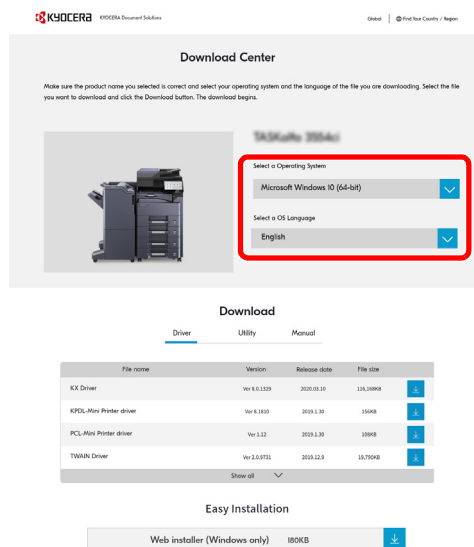 KYOCERA KYOCERA Document Solutions Global Find Your Country / Region
Download Center
Make sure the product name you selected is correct and select your operating system and the language of the file you are downloading. Select the file
you want to download and click the Download button. The download begins.
Select a Operating System
Microsoft Windows 10 (64-bit)
Select a OS Language
English
Download
Driver Utility Manual
File name Version Release date File size
KX Driver Ver 8.0.1329 2020.03.10 116,168KB
KPDL-Mini Printer driver Ver 8.1810 2019.1.30 156KB
PCL-Mini Printer driver Ver 1.12 2019.1.30 108KB
TWAIN Driver Ver 2.0.9731 2019.12.9 19,790KB
Show all
Easy Installation
Web installer (Windows only) 180KB